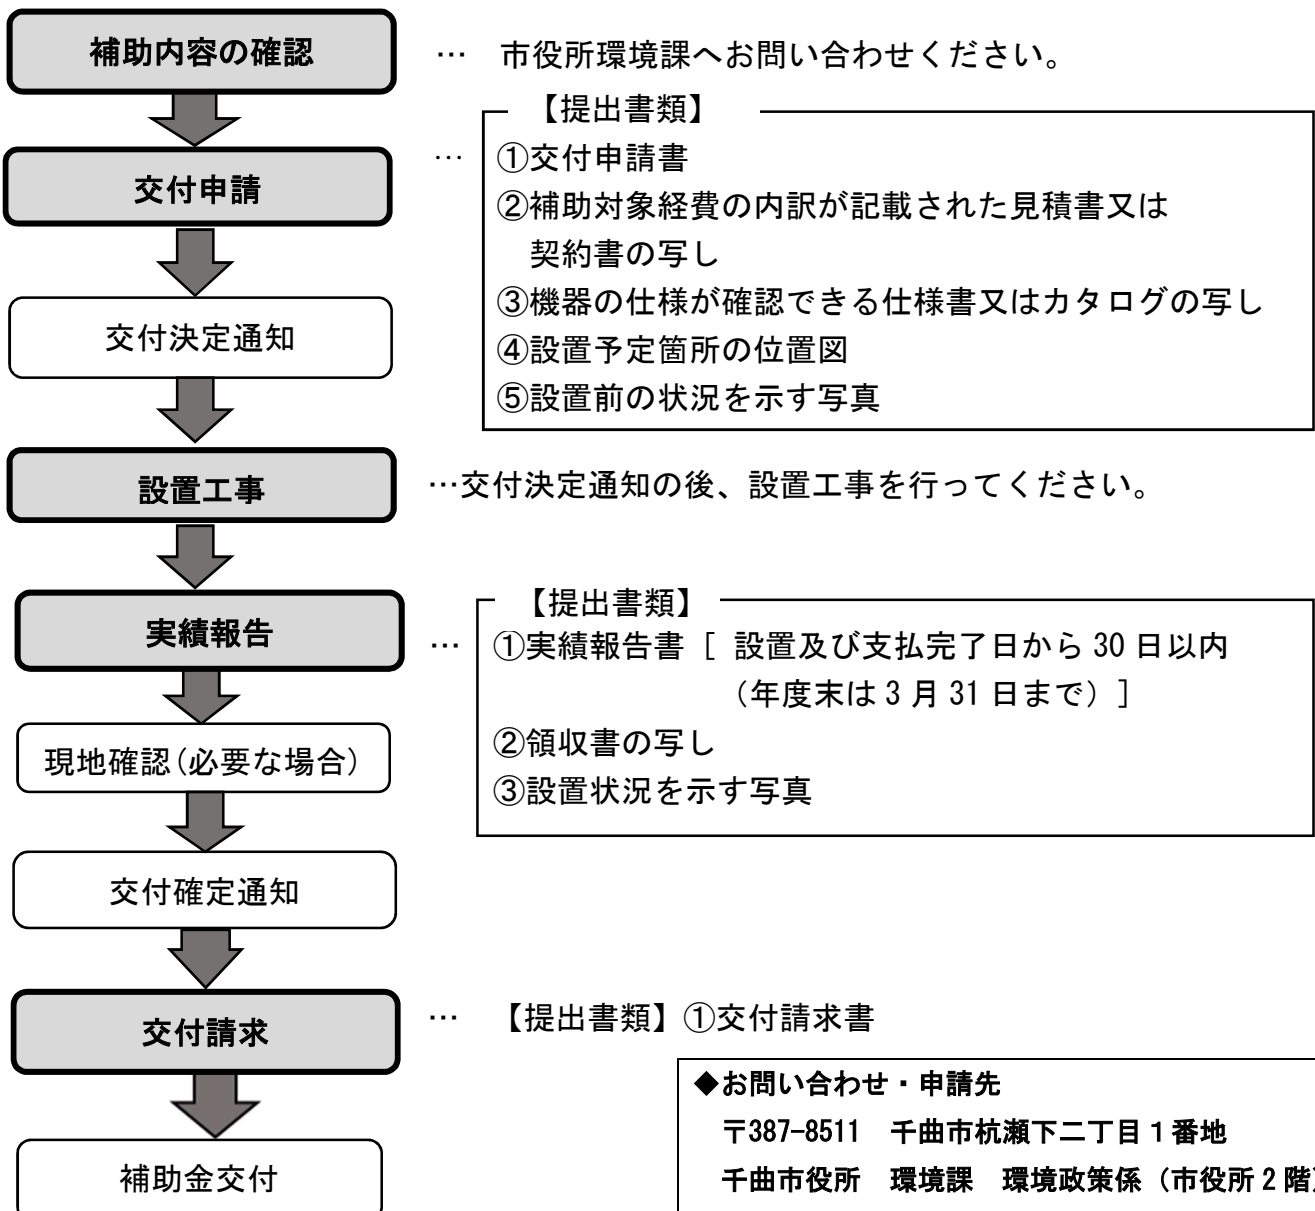 補助内容の確認 … 市役所環境課へお問い合わせください。
交付申請 … 【提出書類】
①交付申請書
②補助対象経費の内訳が記載された見積書又は
契約書の写し
③機器の仕様が確認できる仕様書又はカタログの写し
④設置予定箇所の位置図
⑤設置前の状況を示す写真
交付決定通知
設置工事 …交付決定通知の後、設置工事を行ってください。
実績報告 … 【提出書類】
①実績報告書［ 設置及び支払完了日から 30 日以内
（年度末は 3 月 31 日まで）］
②領収書の写し
③設置状況を示す写真
現地確認(必要な場合)
交付確定通知
交付請求 … 【提出書類】①交付請求書
補助金交付
◆お問い合わせ・申請先
〒387-8511 千曲市杭瀬下二丁目１番地
千曲市役所 環境課 環境政策係（市役所２階）